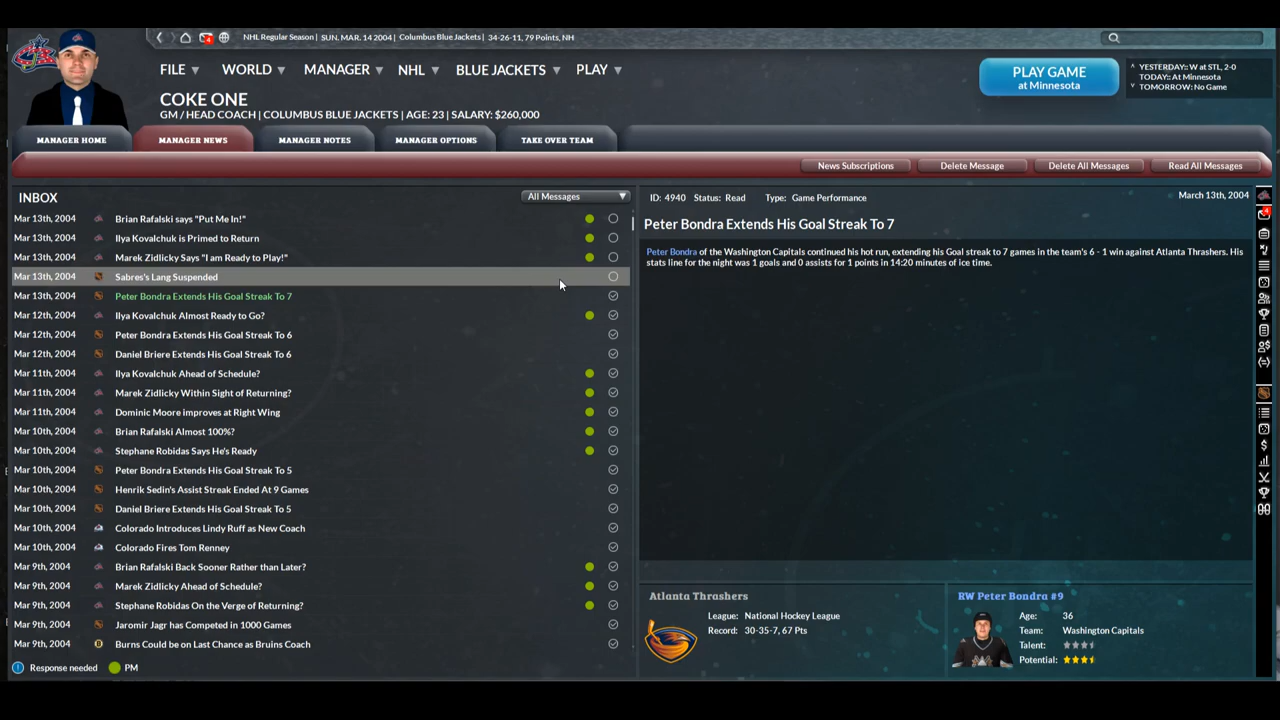 NHL Regular Season | SUN. MAR. 14 2004 | Columbus Blue Jackets | 34-26-11, 79 Points, NH
4
FILE WORLD MANAGER NHL BLUE JACKETS PLAY
PLAY GAME
at Minnesota
YESTERDAY:: W at STL, 2-0
TODAY:: At Minnesota
TOMORROW: No Game
COKE ONE
GM / HEAD COACH | COLUMBUS BLUE JACKETS | AGE: 23 | SALARY: $260,000
MANAGER HOME MANAGER NEWS MANAGER NOTES MANAGER OPTIONS TAKE OVER TEAM
News Subscriptions Delete Message Delete All Messages Read All Messages
INBOX All Messages
Mar 13th, 2004 Brian Rafalski says "Put Me In!"
Mar 13th, 2004 Ilya Kovalchuk is Primed to Return
Mar 13th, 2004 Marek Zidlicky Says "I am Ready to Play!"
Mar 13th, 2004 Sabres's Lang Suspended
Mar 13th, 2004 Peter Bondra Extends His Goal Streak To 7
Mar 12th, 2004 Ilya Kovalchuk Almost Ready to Go?
Mar 12th, 2004 Peter Bondra Extends His Goal Streak To 6
Mar 12th, 2004 Daniel Briere Extends His Goal Streak To 6
Mar 11th, 2004 Ilya Kovalchuk Ahead of Schedule?
Mar 11th, 2004 Marek Zidlicky Within Sight of Returning?
Mar 11th, 2004 Dominic Moore improves at Right Wing
Mar 11th, 2004 Brian Rafalski Almost 100%?
Mar 10th, 2004 Stephane Robidas Says He's Ready
Mar 10th, 2004 Peter Bondra Extends His Goal Streak To 5
Mar 10th, 2004 Henrik Sedin's Assist Streak Ended At 9 Games
Mar 10th, 2004 Daniel Briere Extends His Goal Streak To 5
Mar 10th, 2004 Colorado Introduces Lindy Ruff as New Coach
Mar 10th, 2004 Colorado Fires Tom Renney
Mar 9th, 2004 Brian Rafalski Back Sooner Rather than Later?
Mar 9th, 2004 Marek Zidlicky Ahead of Schedule?
Mar 9th, 2004 Stephane Robidas On the Verge of Returning?
Mar 9th, 2004 Jaromir Jagr has Competed in 1000 Games
Mar 9th, 2004 Burns Could be on Last Chance as Bruins Coach
Response needed PM
ID: 4940 Status: Read Type: Game Performance March 13th, 2004
Peter Bondra Extends His Goal Streak To 7
Peter Bondra of the Washington Capitals continued his hot run, extending his Goal streak to 7 games in the team's 6 - 1 win against Atlanta Thrashers. His
stats line for the night was 1 goals and 0 assists for 1 points in 14:20 minutes of ice time.
4
Atlanta Thrashers
League: National Hockey League
Record: 30-35-7, 67 Pts
RW Peter Bondra #9
Age: 36
Team: Washington Capitals
Talent:
Potential: